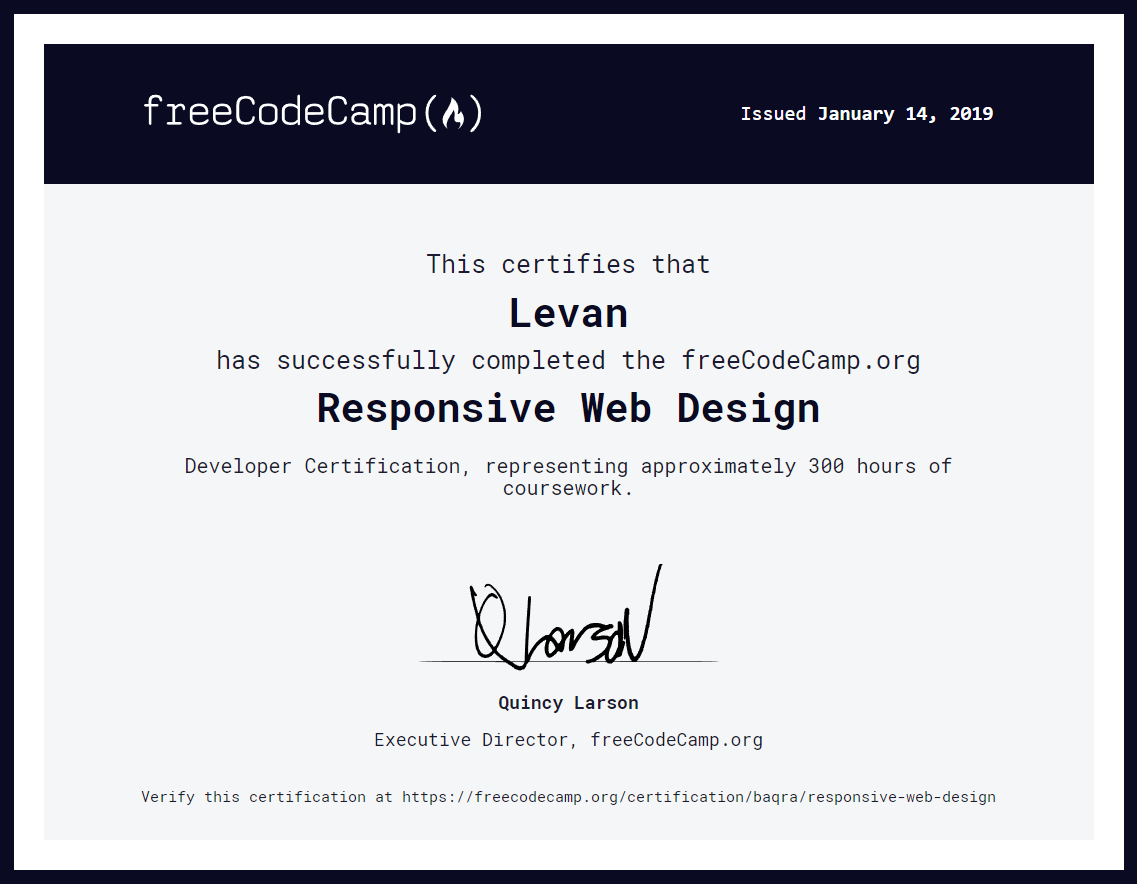 freeCodeCamp
Issued January 14, 2019
This certifies that
Levan
has successfully completed the freeCodeCamp.org
Responsive Web Design
Developer Certification, representing approximately 300 hours of
coursework.
Q Larson
Quincy Larson
Executive Director, freeCodeCamp.org
Verify this certification at https://freecodecamp.org/certification/baqra/responsive-web-design